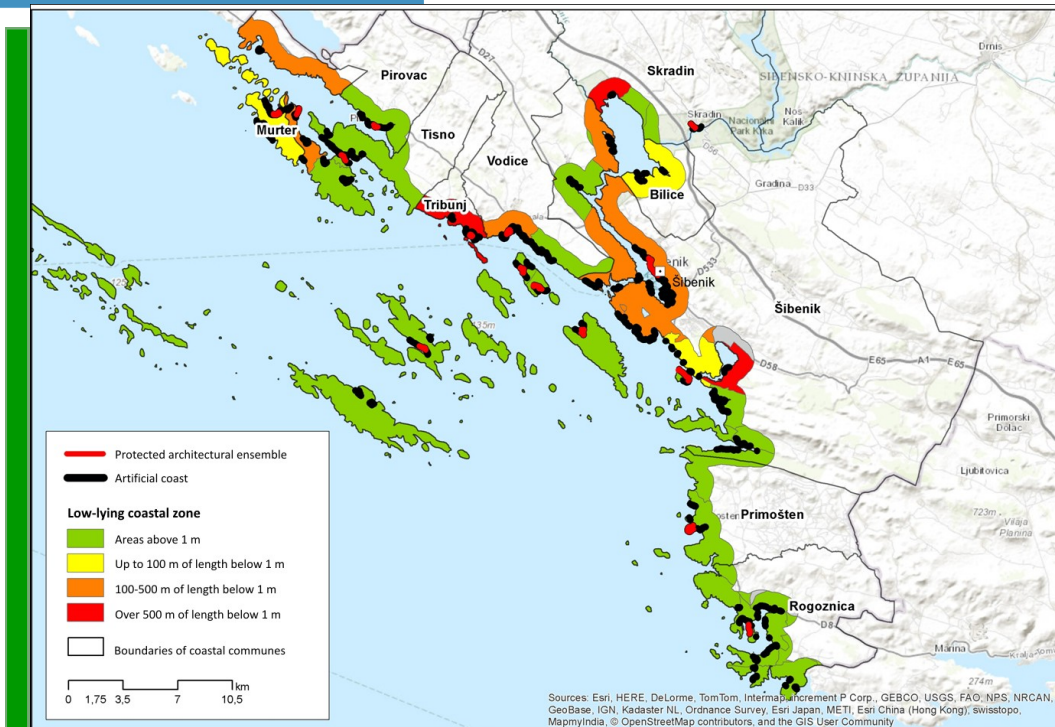 Drnis
Skradin
Pirovac
D27
ŠIBENSKO-KNINSKA ŽUPANIJA
Skradin
Nacionalni
Park Krka
Nos
Kalik
G56
Murter
Tisno
Vodice
Gradina
D33
Bilice
Tribunj
D533
Šibenik
Šibenik
D58
E65
A1
E65
Primorski
Dolac
Ljubitovica
Protected architectural ensemble
Artificial coast
Low-lying coastal zone
Areas above 1 m
Up to 100 m of length below 1 m
100-500 m of length below 1 m
Over 500 m of length below 1 m
Boundaries of coastal communes
km
0 1,75 3,5 7 10,5
Primošten
723m
Vilaja
Planina
Rogoznica
D8
Marina
274m
Sources: Esri, HERE, DeLorme, TomTom, Intermap, increment P Corp., GEBCO, USGS, FAO, NPS, NRCAN,
GeoBase, IGN, Kadaster NL, Ordnance Survey, Esri Japan, METI, Esri China (Hong Kong), swisstopo,
MapmyIndia, © OpenStreetMap contributors, and the GIS User Community